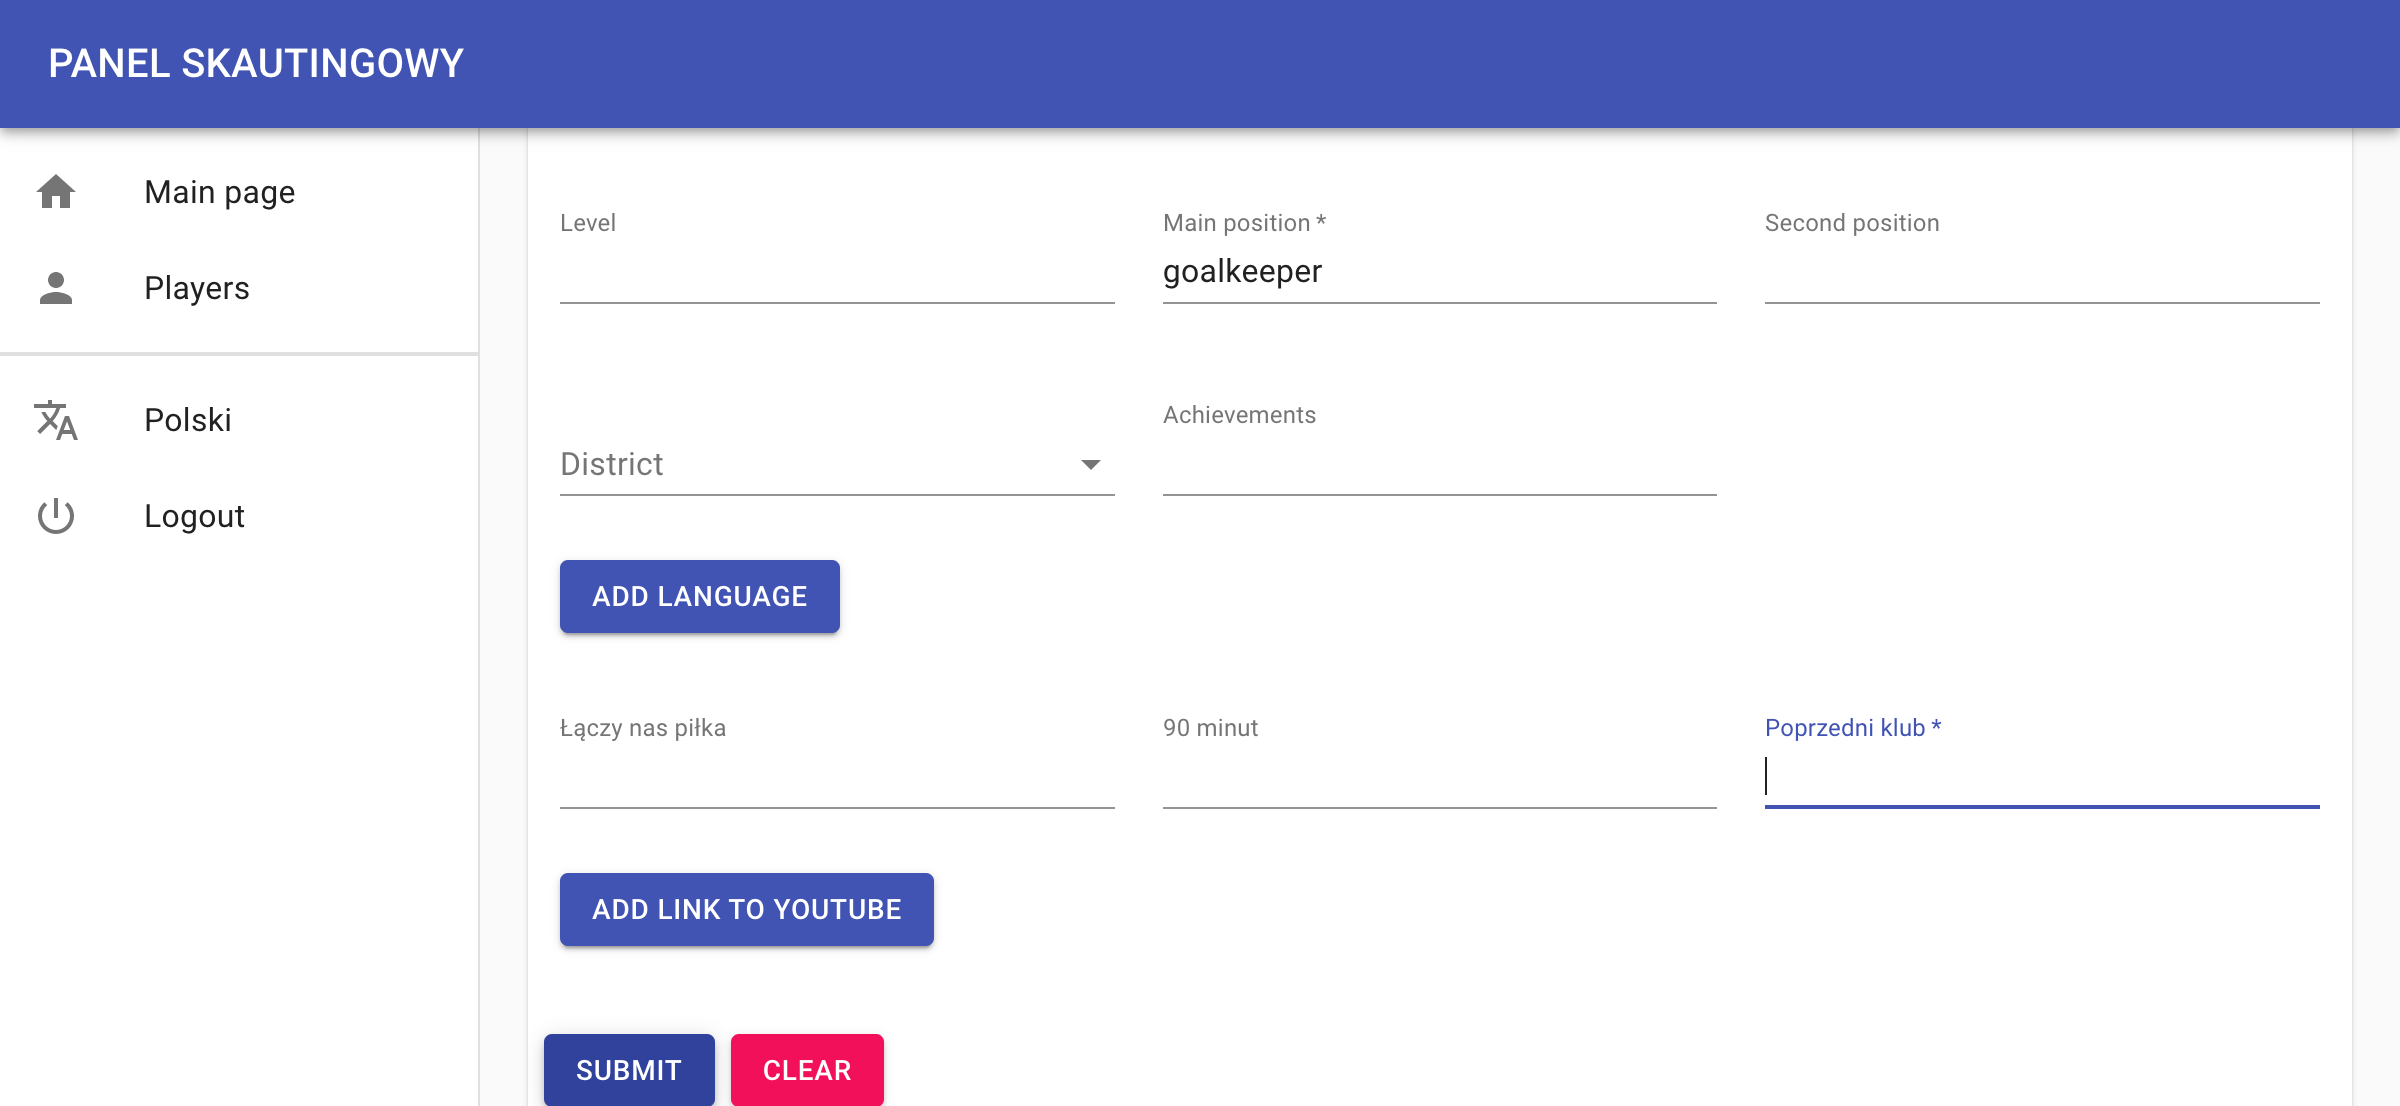 PANEL SKAUTINGOWY
Main page
Players
Polski
Logout
Level
Main position *
Second position
goalkeeper
District
Achievements
ADD LANGUAGE
Łączy nas piłka
90 minut
Poprzedni klub *
ADD LINK TO YOUTUBE
SUBMIT
CLEAR